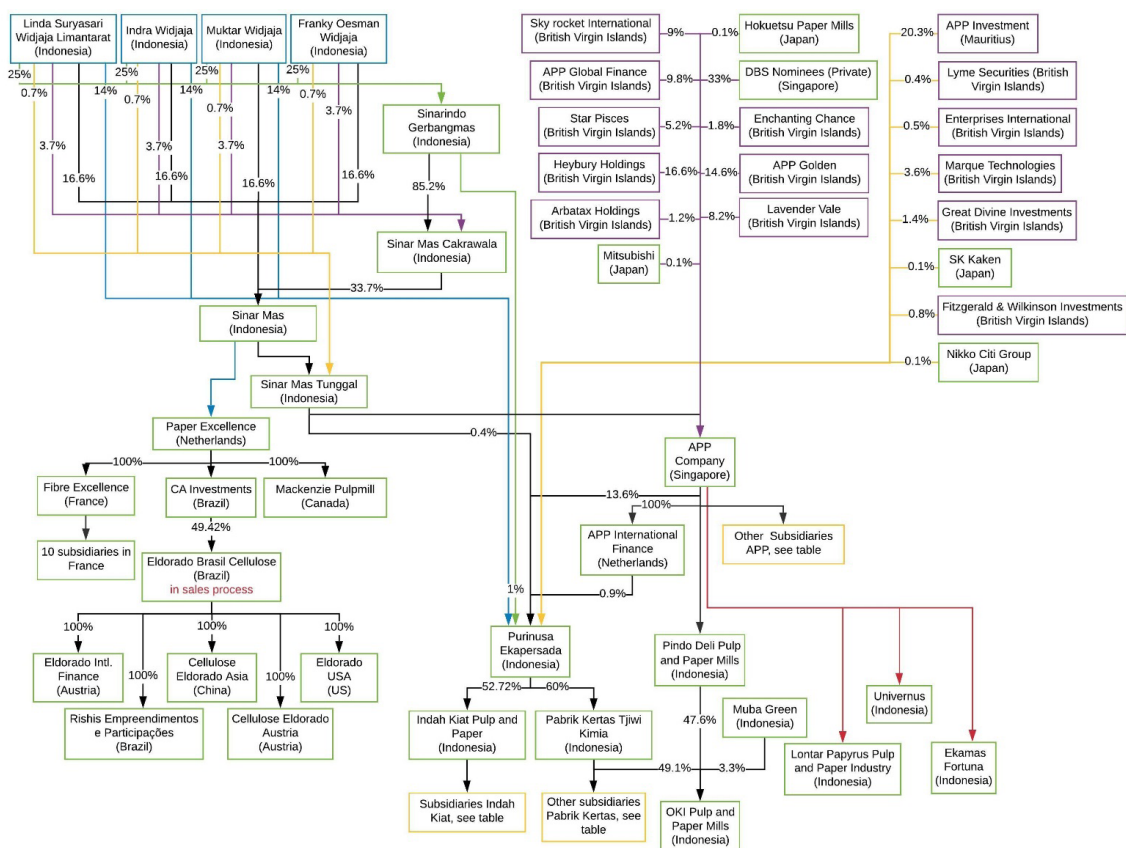 Linda Suryasari
Widjaja Limantarat
(Indonesia)
Indra Widjaja
(Indonesia)
Muktar Widjaja
(Indonesia)
Franky Oesman
Widjaja
(Indonesia)
25%
25%
25%
25%
0.7%
14%
0.7%
14%
0.7%
14%
0.7%
3.7%
3.7%
3.7%
3.7%
16.6%
16.6%
16.6%
16.6%
Sinarindo
Gerbangmas
(Indonesia)
85.2%
Sinar Mas Cakrawala
(Indonesia)
33.7%
Sinar Mas
(Indonesia)
Sinar Mas Tunggal
(Indonesia)
Sky rocket International
(British Virgin Islands)
9%
0.1%
Hokuetsu Paper Mills
(Japan)
APP Global Finance
(British Virgin Islands)
9.8%
33%
DBS Nominees (Private)
(Singapore)
Star Pisces
(British Virgin Islands)
5.2%
1.8%
Enchanting Chance
(British Virgin Islands)
Heybury Holdings
(British Virgin Islands)
16.6%
14.6%
APP Golden
(British Virgin Islands)
Arbatax Holdings
(British Virgin Islands)
1.2%
8.2%
Lavender Vale
(British Virgin Islands)
Mitsubishi
(Japan)
0.1%
20.3%
APP Investment
(Mauritius)
0.4%
Lyme Securities (British
Virgin Islands)
0.5%
Enterprises International
(British Virgin Islands)
3.6%
Marque Technologies
(British Virgin Islands)
1.4%
Great Divine Investments
(British Virgin Islands)
0.1%
SK Kaken
(Japan)
0.8%
Fitzgerald & Wilkinson Investments
(British Virgin Islands)
0.1%
Nikko Citi Group
(Japan)
Paper Excellence
(Netherlands)
0.4%
APP
Company
(Singapore)
100%
100%
Fibre Excellence
(France)
CA Investments
(Brazil)
Mackenzie Pulpmill
(Canada)
13.6%
100%
49.42%
10 subsidiaries in
France
APP International
Finance
(Netherlands)
Other Subsidiaries
APP, see table
Eldorado Brasil Cellulose
(Brazil)
in sales process
1%
0.9%
100%
100%
100%
Purinusa
Ekapersada
(Indonesia)
Pindo Deli Pulp
and Paper Mills
(Indonesia)
Eldorado Intl.
Finance
(Austria)
100%
Cellulose
Eldorado Asia
(China)
100%
Eldorado
USA
(US)
52.72%
60%
Univernus
(Indonesia)
Rishis Empreendimentos
e Participações
(Brazil)
Cellulose Eldorado
Austria
(Austria)
Indah Kiat Pulp and
Paper
(Indonesia)
Pabrik Kertas Tjiwi
Kimia
(Indonesia)
47.6%
Muba Green
(Indonesia)
Lontar Papyrus Pulp
and Paper Industry
(Indonesia)
Ekamas
Fortuna
(Indonesia)
49.1%
3.3%
Subsidiaries Indah
Kiat, see table
Other subsidiaries
Pabrik Kertas, see
table
OKI Pulp and
Paper Mills
(Indonesia)